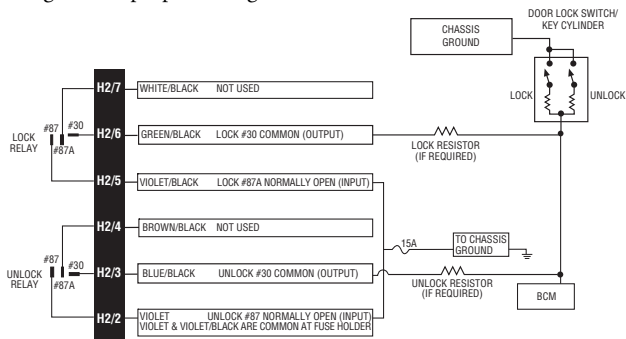 DOOR LOCK SWITCH/
KEY CYLINDER
CHASSIS
GROUND
LOCK
UNLOCK
H2/7
WHITE/BLACK NOT USED
#87
#30
#87A
LOCK
RELAY
H2/6
GREEN/BLACK LOCK #30 COMMON (OUTPUT)
LOCK RESISTOR
(IF REQUIRED)
H2/5
VIOLET/BLACK LOCK #87A NORMALLY OPEN (INPUT)
H2/4
BROWN/BLACK NOT USED
15A
TO CHASSIS
GROUND
#87
#30
#87A
UNLOCK
RELAY
H2/3
BLUE/BLACK UNLOCK #30 COMMON (OUTPUT)
UNLOCK RESISTOR
(IF REQUIRED)
BCM
H2/2
VIOLET UNLOCK #87 NORMALLY OPEN (INPUT)
VIOLET & VIOLET/BLACK ARE COMMON AT FUSE HOLDER